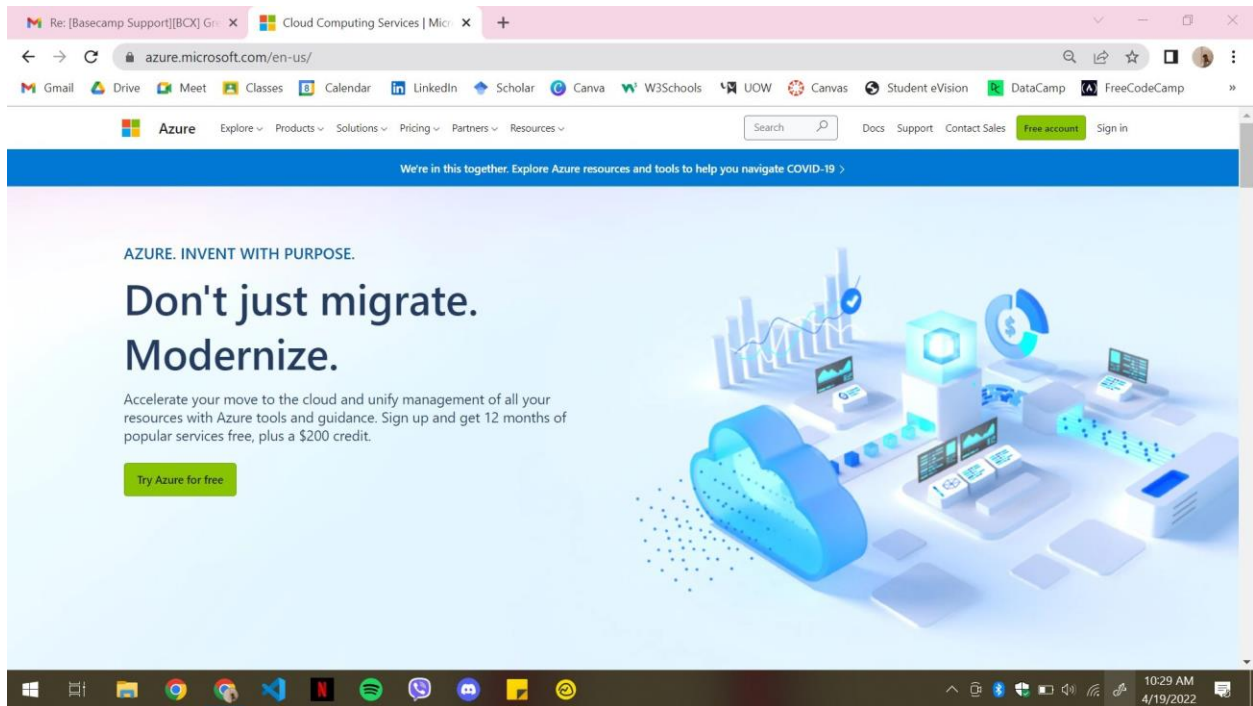 Re: [Basecamp Support][BCX] Gre
Cloud Computing Services | Micr
azure.microsoft.com/en-us/
Gmail Drive Meet Classes Calendar LinkedIn Scholar Canva W3Schools UOW Canvas Student eVision DataCamp FreeCodeCamp »
Azure Explore Products Solutions Pricing Partners Resources Search Docs Support Contact Sales Free account Sign in
We're in this together. Explore Azure resources and tools to help you navigate COVID-19 >
AZURE. INVENT WITH PURPOSE.
Don't just migrate.
Modernize.
Accelerate your move to the cloud and unify management of all your
resources with Azure tools and guidance. Sign up and get 12 months of
popular services free, plus a $200 credit.
Try Azure for free
10:29 AM
4/19/2022